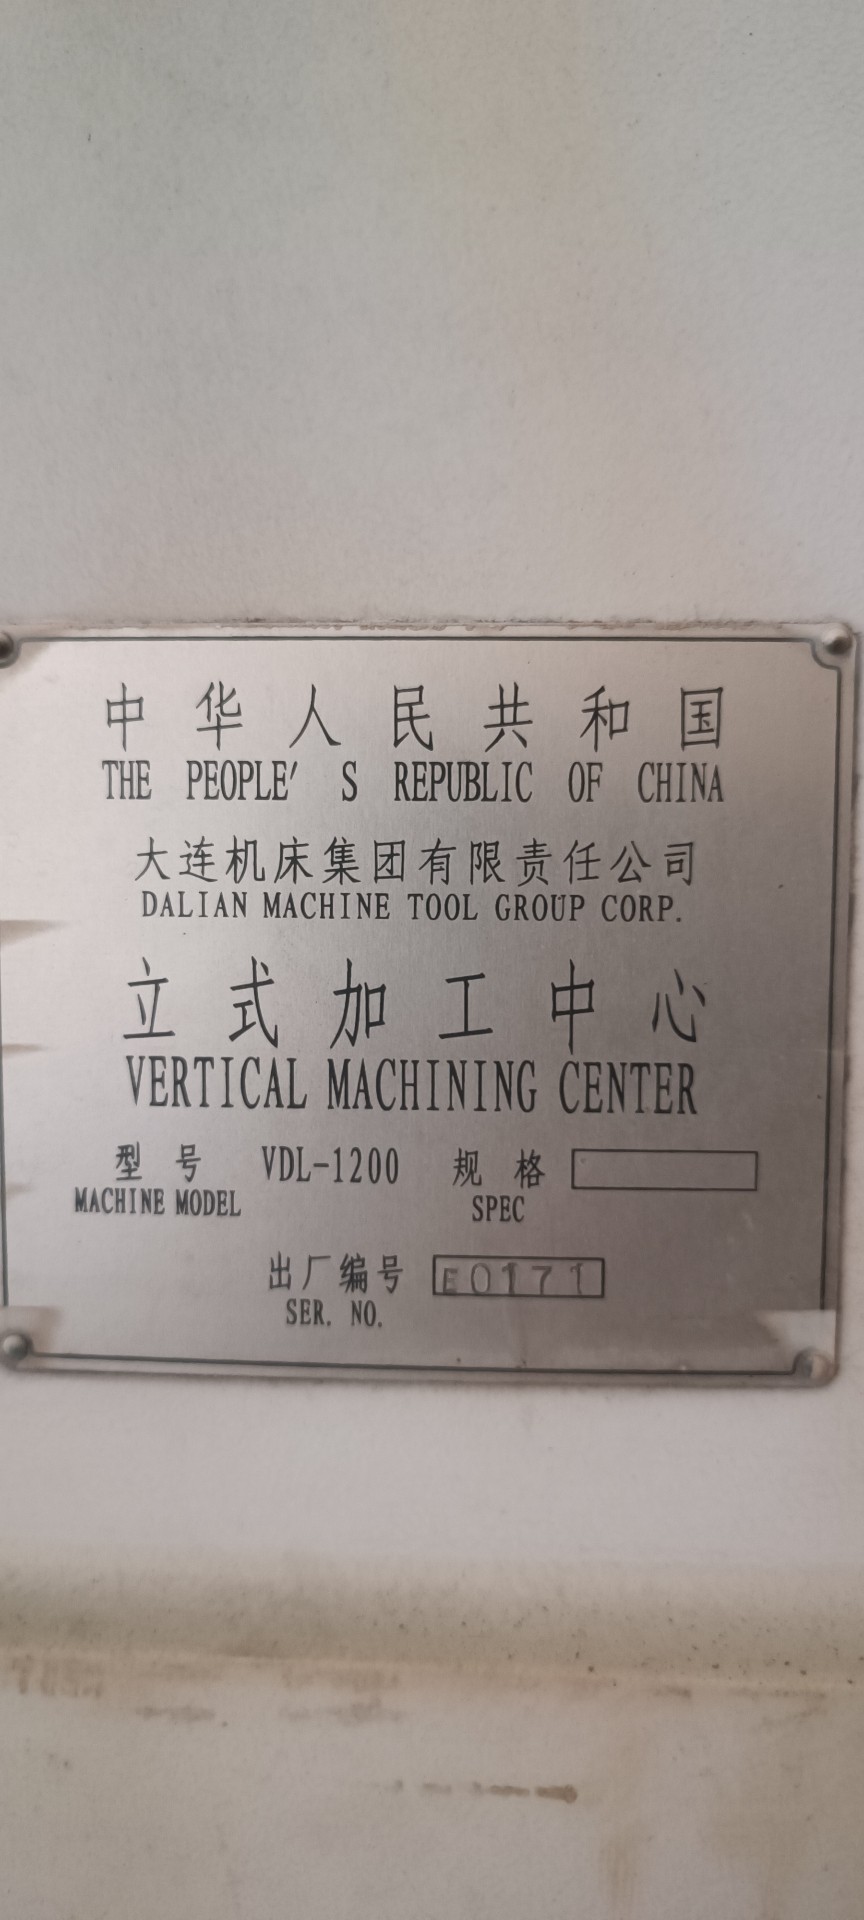 中华人民共和国
THE PEOPLE'S REPUBLIC OF CHINA
大连机床集团有限责任公司
DALIAN MACHINE TOOL GROUP CORP.
立式加工中心
VERTICAL MACHINING CENTER
型号 VDL-1200 规格
MACHINE MODEL SPEC
出厂编号 E0171
SER. NO.